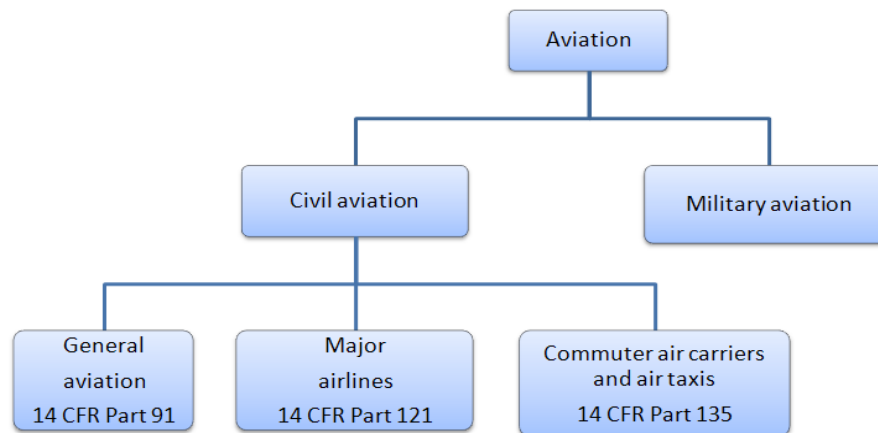 Aviation
Civil aviation
Military aviation
General
aviation
14 CFR Part 91
Major
airlines
14 CFR Part 121
Commuter air carriers
and air taxis
14 CFR Part 135